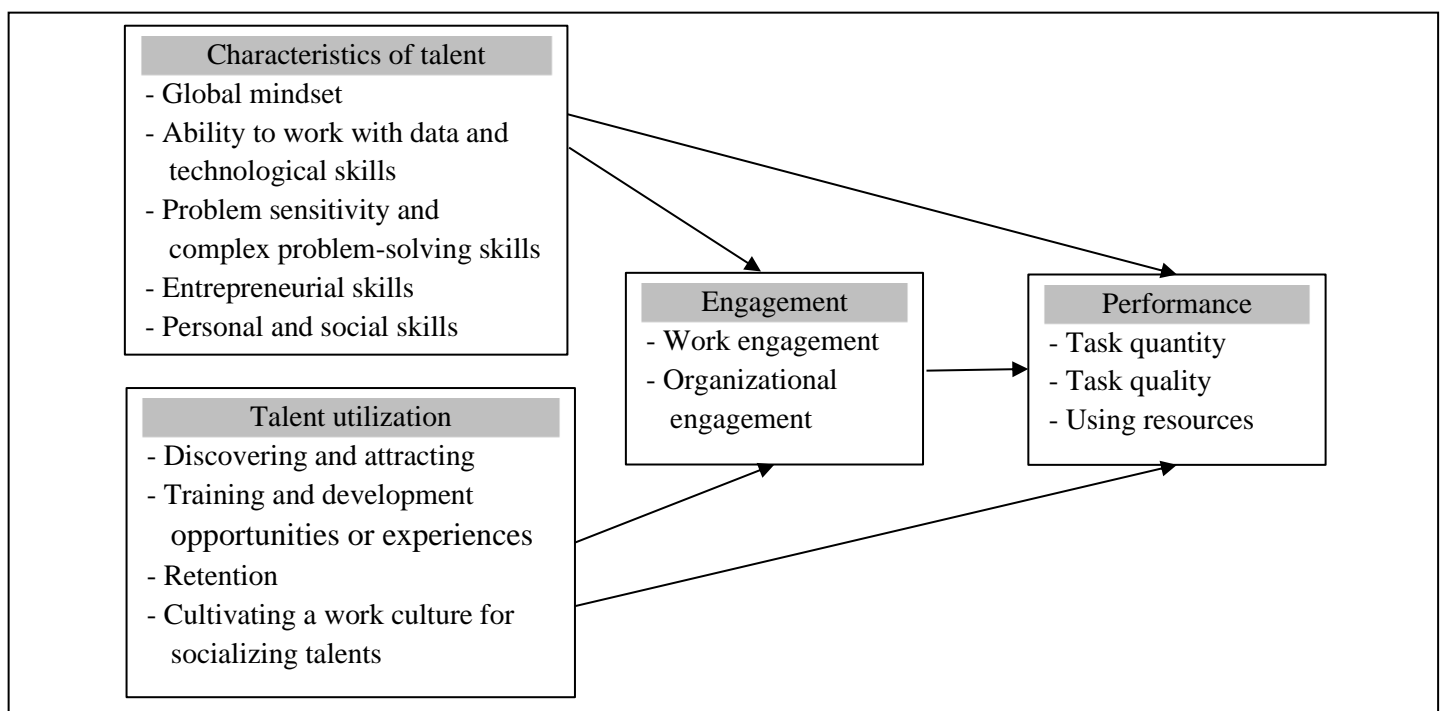 Characteristics of talent
- Global mindset
- Ability to work with data and
technological skills
- Problem sensitivity and
complex problem-solving skills
- Entrepreneurial skills
- Personal and social skills
Talent utilization
- Discovering and attracting
- Training and development
opportunities or experiences
- Retention
- Cultivating a work culture for
socializing talents
Engagement
- Work engagement
- Organizational
engagement
Performance
- Task quantity
- Task quality
- Using resources